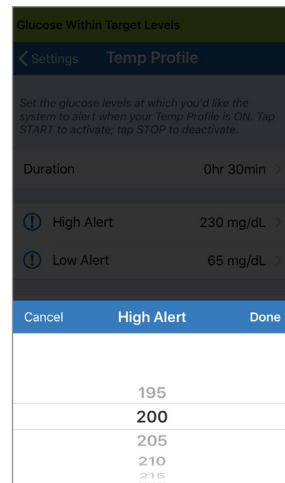 Glucose Within Target Levels
Settings Temp Profile
Set the glucose levels at which you'd like the
system to alert when your Temp Profile is ON. Tap
START to activate; tap STOP to deactivate.
Duration 0hr 30min
High Alert 230 mg/dL
Low Alert 65 mg/dL
Cancel High Alert Done
195
200
205
210
215